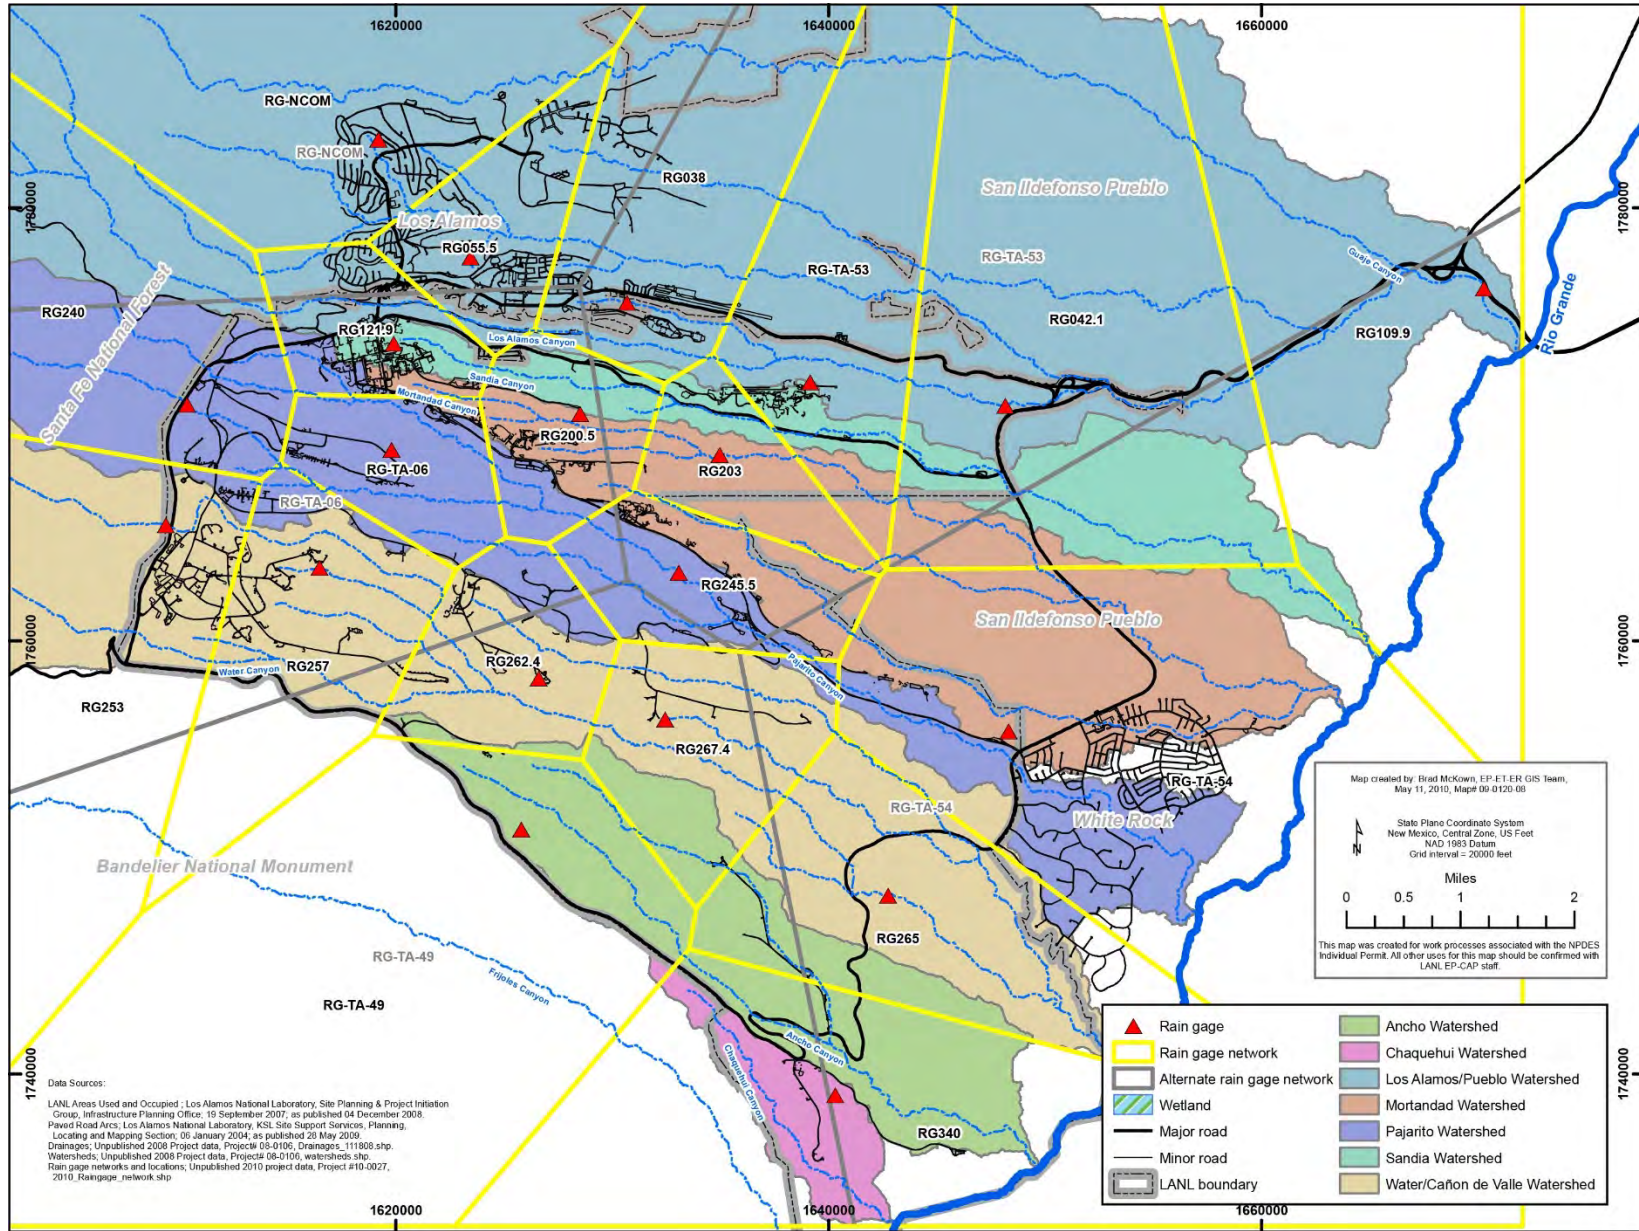 1620000
1640000
1660000
RG-NCOM
RG-NCOM
RG038
San Ildefonso Pueblo
1780000
1780000
Los Alamos
RG055.5
RG-TA-53
RG-TA-53
Guaje Canyon
Santa Fe National Forest
RG240
RG121.9
Los Alamos Canyon
RG042.1
RG109.9
Rio Grande
Sandia Canyon
Mortandad Canyon
RG200.5
RG-TA-06
RG203
RG-TA-06
RG245.5
San Ildefonso Pueblo
1760000
1760000
Water Canyon
RG257
RG262.4
Pajarito Canyon
RG253
RG267.4
RG-TA-54
RG-TA-54
White Rock
Bandelier National Monument
RG-TA-49
Frijoles Canyon
RG-TA-49
RG265
Ancho Canyon
Chaquehui Canyon
RG340
1740000
1740000
Map created by: Brad McKown, EP-ET-ER GIS Team,
May 11, 2010, Map# 09-0120-08
State Plane Coordinate System
New Mexico, Central Zone, US Feet
NAD 1983 Datum
Grid interval = 20000 feet
N
Miles
0 0.5 1 2
This map was created for work processes associated with the NPDES
Individual Permit. All other uses for this map should be confirmed with
LANL EP-CAP staff.
Rain gage
Rain gage network
Alternate rain gage network
Wetland
Major road
Minor road
LANL boundary
Ancho Watershed
Chaquehui Watershed
Los Alamos/Pueblo Watershed
Mortandad Watershed
Pajarito Watershed
Sandia Watershed
Water/Cañon de Valle Watershed
Data Sources:
LANL Areas Used and Occupied ; Los Alamos National Laboratory, Site Planning & Project Initiation
Group, Infrastructure Planning Office; 19 September 2007; as published 04 December 2008.
Paved Road Arcs; Los Alamos National Laboratory, KSL Site Support Services, Planning,
Locating and Mapping Section; 06 January 2004; as published 28 May 2009.
Drainages; Unpublished 2008 Project data, Project# 08-0106, Drainages_111808.shp.
Watersheds; Unpublished 2008 Project data, Project# 08-0106, watersheds.shp.
Rain gage networks and locations; Unpublished 2010 project data, Project #10-0027,
2010_Raingage_network.shp
1620000
1640000
1660000